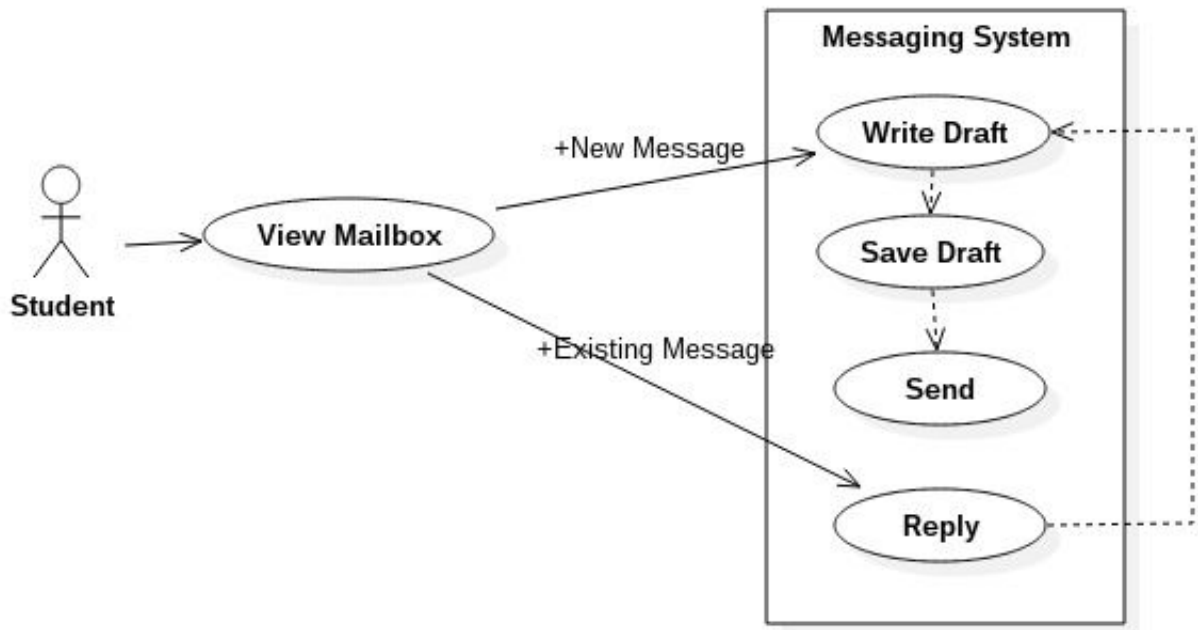 Messaging System
Write Draft
+New Message
View Mailbox
Save Draft
Student
+Existing Message
Send
Reply